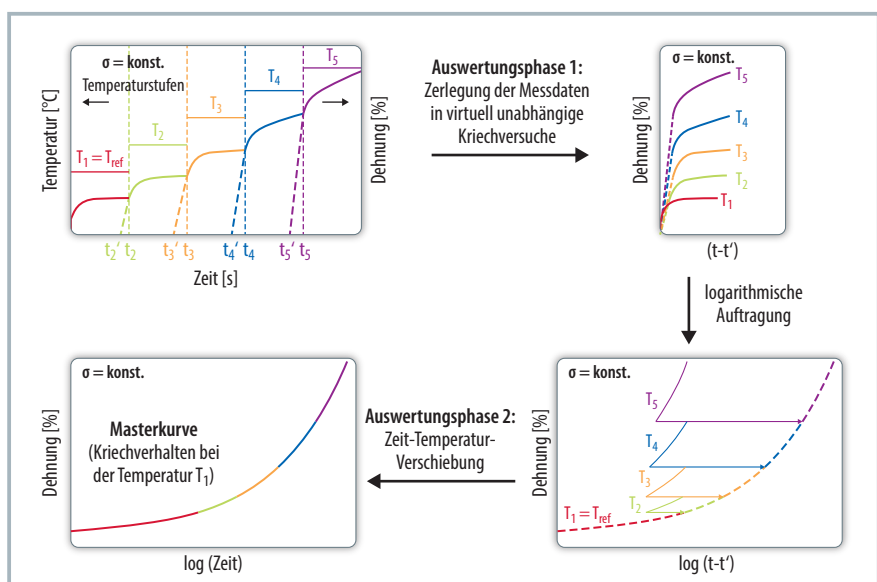 σ = konst.
Temperaturstufen
T₁ = Tᵣₑf
T₂
T₃
T₄
T₅
Temperatur [°C]
Dehnung [%]
t₂‘ t₂
t₃‘ t₃
t₄‘ t₄
t₅‘ t₅
Zeit [s]
Auswertungsphase 1:
Zerlegung der Messdaten
in virtuell unabhängige
Kriechversuche
σ = konst.
T₅
T₄
T₃
T₂
T₁
Dehnung [%]
(t-t‘)
logarithmische
Auftragung
σ = konst.
T₅
T₄
T₃
T₂
T₁ = Tᵣₑf
Dehnung [%]
log (t-t‘)
Auswertungsphase 2:
Zeit-Temperatur-
Verschiebung
σ = konst.
Masterkurve
(Kriechverhalten bei
der Temperatur T₁)
Dehnung [%]
log (Zeit)